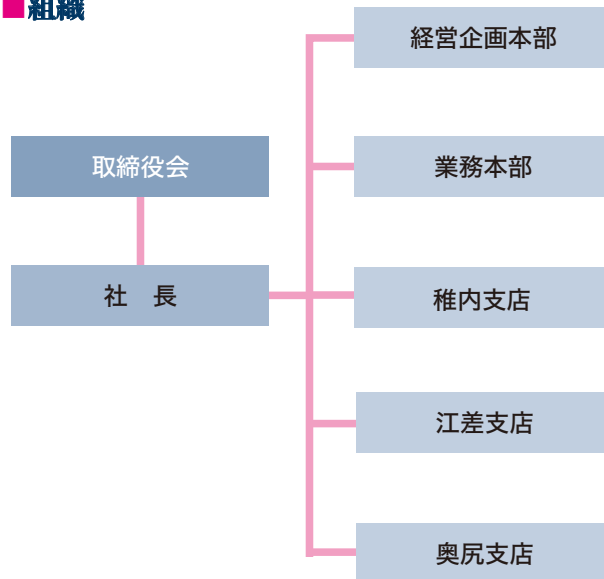 ■組織
取締役会
社　長
経営企画本部
業務本部
稚内支店
江差支店
奥尻支店